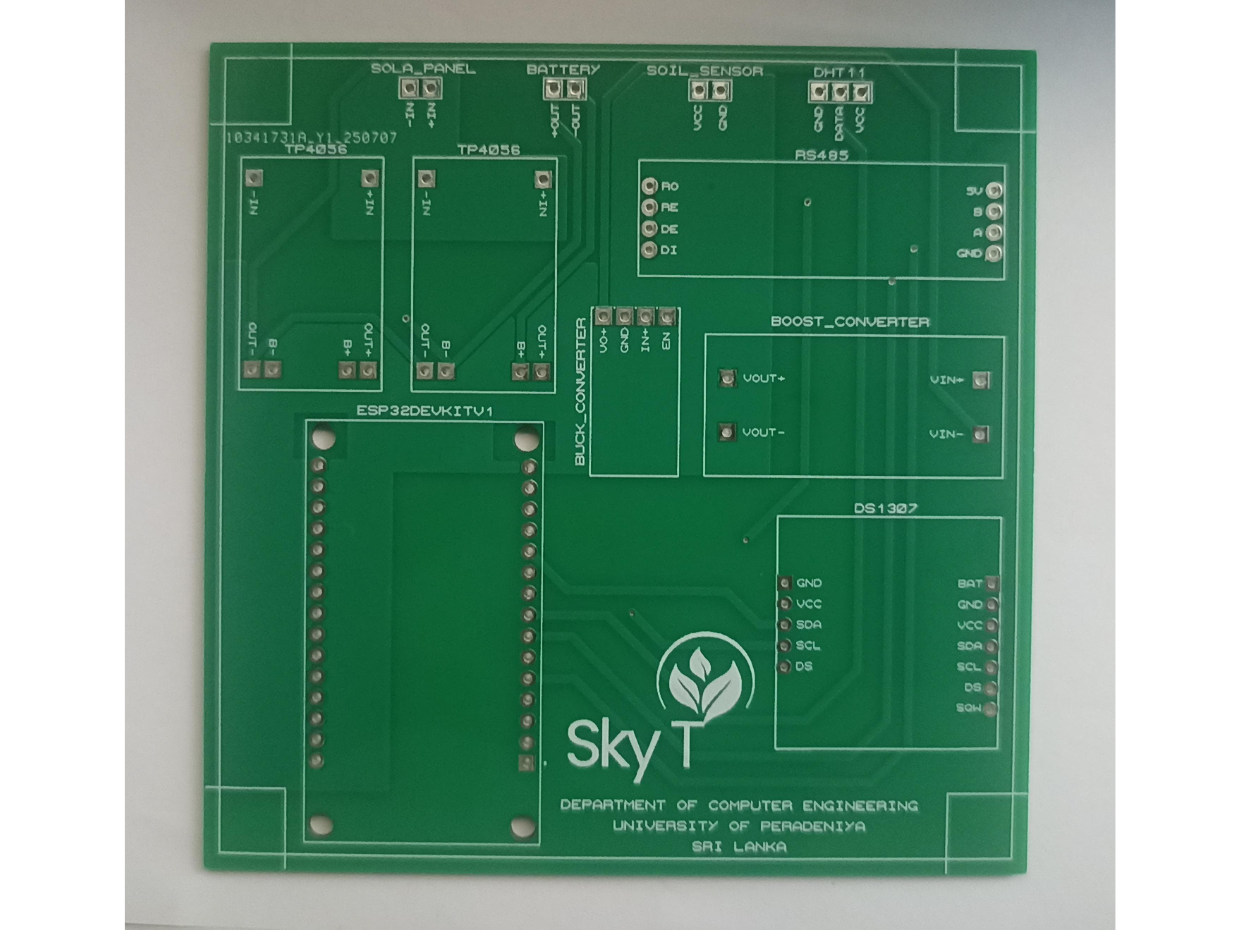 SOLA_PANEL
BATTERY
SOIL_SENSOR
DHT11
-IN
IN+
+OUT
-OUT
VCC
GND
GND
DATA
VCC
10341731A_Y1_250707
TP4056
-IN
+IN
OUT-
B-
B+
OUT+
TP4056
-IN
+IN
OUT-
B-
B+
OUT+
RS485
RO
RE
DE
DI
5V
B
A
GND
BUCK_CONVERTER
VO+
GND
IN+
EN
BOOST_CONVERTER
VOUT+
VOUT-
VIN+
VIN-
ESP32DEVKITV1
DS1307
GND
VCC
SDA
SCL
DS
BAT
GND
VCC
SDA
SCL
DS
SQW
Sky T
DEPARTMENT OF COMPUTER ENGINEERING
UNIVERSITY OF PERADENIYA
SRI LANKA